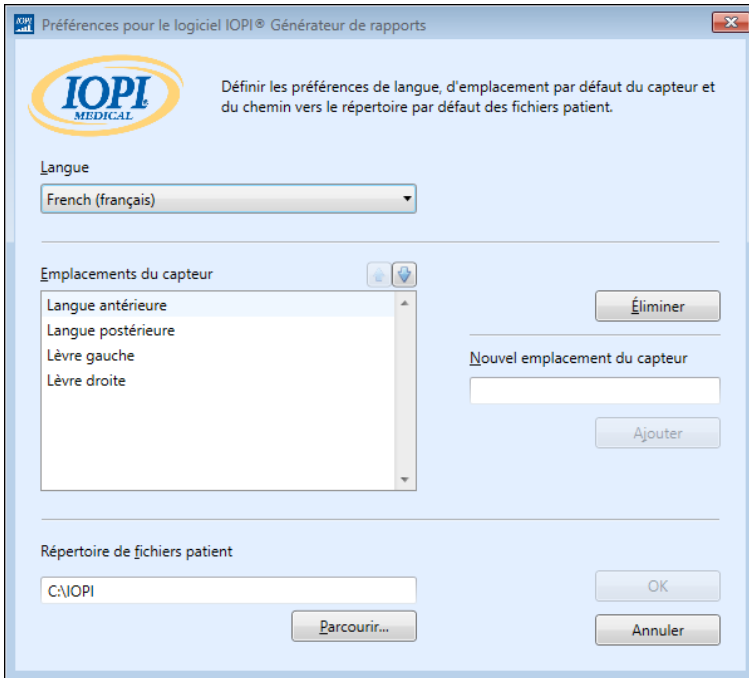 IOPI
Préférences pour le logiciel IOPI® Générateur de rapports
IOPI
MEDICAL
Définir les préférences de langue, d'emplacement par défaut du capteur et
du chemin vers le répertoire par défaut des fichiers patient.
Langue
French (français)
Emplacements du capteur
Langue antérieure
Langue postérieure
Lèvre gauche
Lèvre droite
Éliminer
Nouvel emplacement du capteur
Ajouter
Répertoire de fichiers patient
C:\IOPI
Parcourir...
OK
Annuler